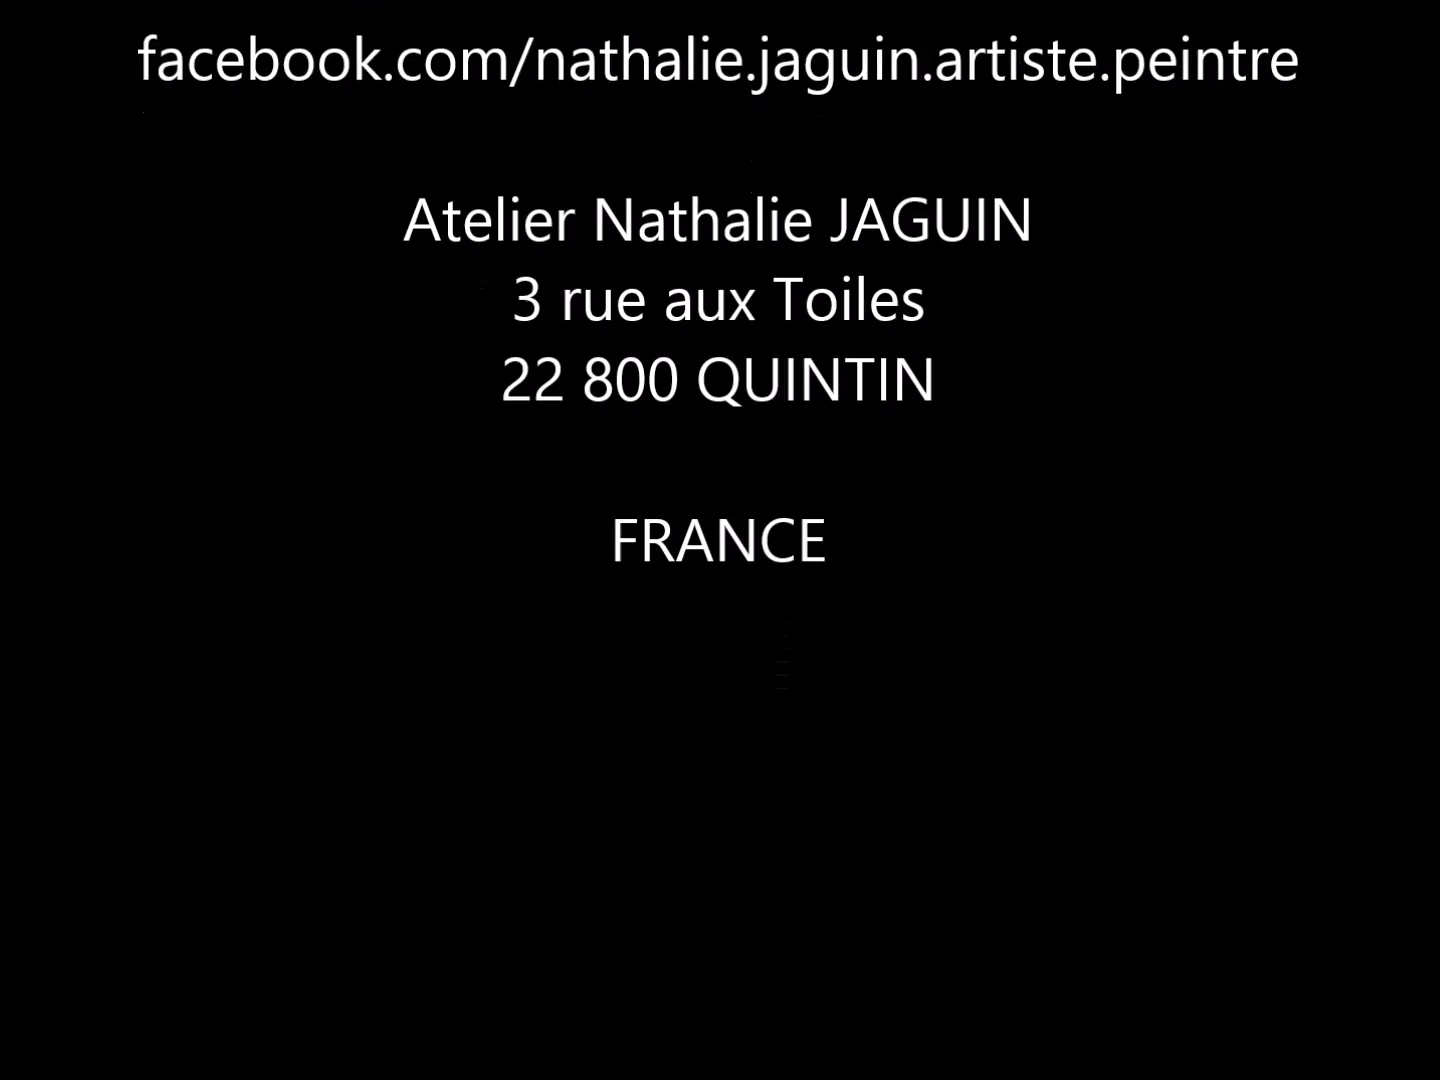 facebook.com/nathalie.jaguin.artiste.peintre
Atelier Nathalie JAGUIN
3 rue aux Toiles
22 800 QUINTIN
FRANCE